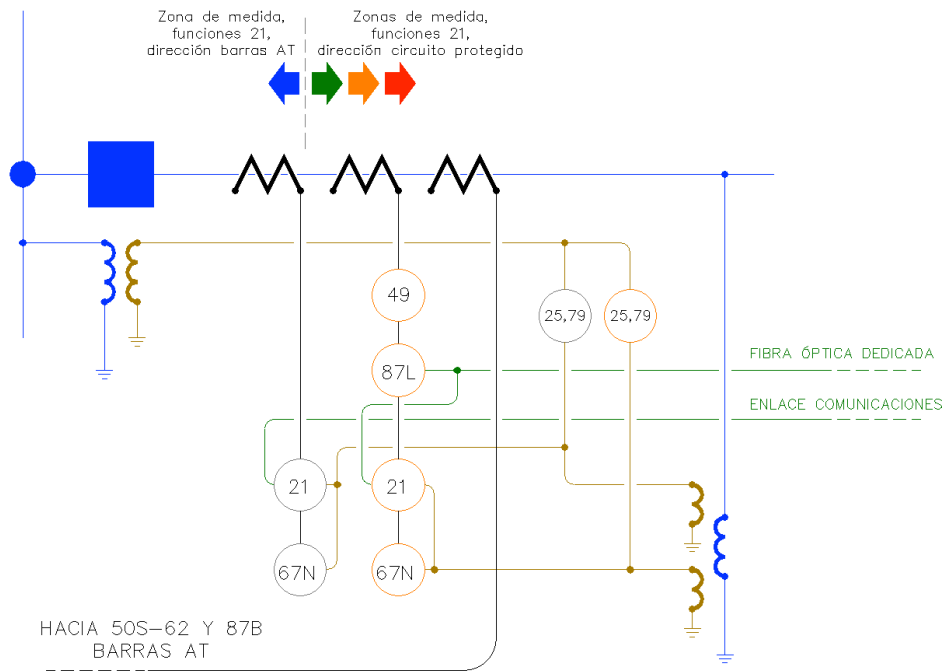 Zona de medida,
funciones 21,
dirección barras AT
Zonas de medida,
funciones 21,
dirección circuito protegido
49
25,79
25,79
87L
FIBRA ÓPTICA DEDICADA
ENLACE COMUNICACIONES
21
21
67N
67N
HACIA 50S-62 Y 87B
BARRAS AT